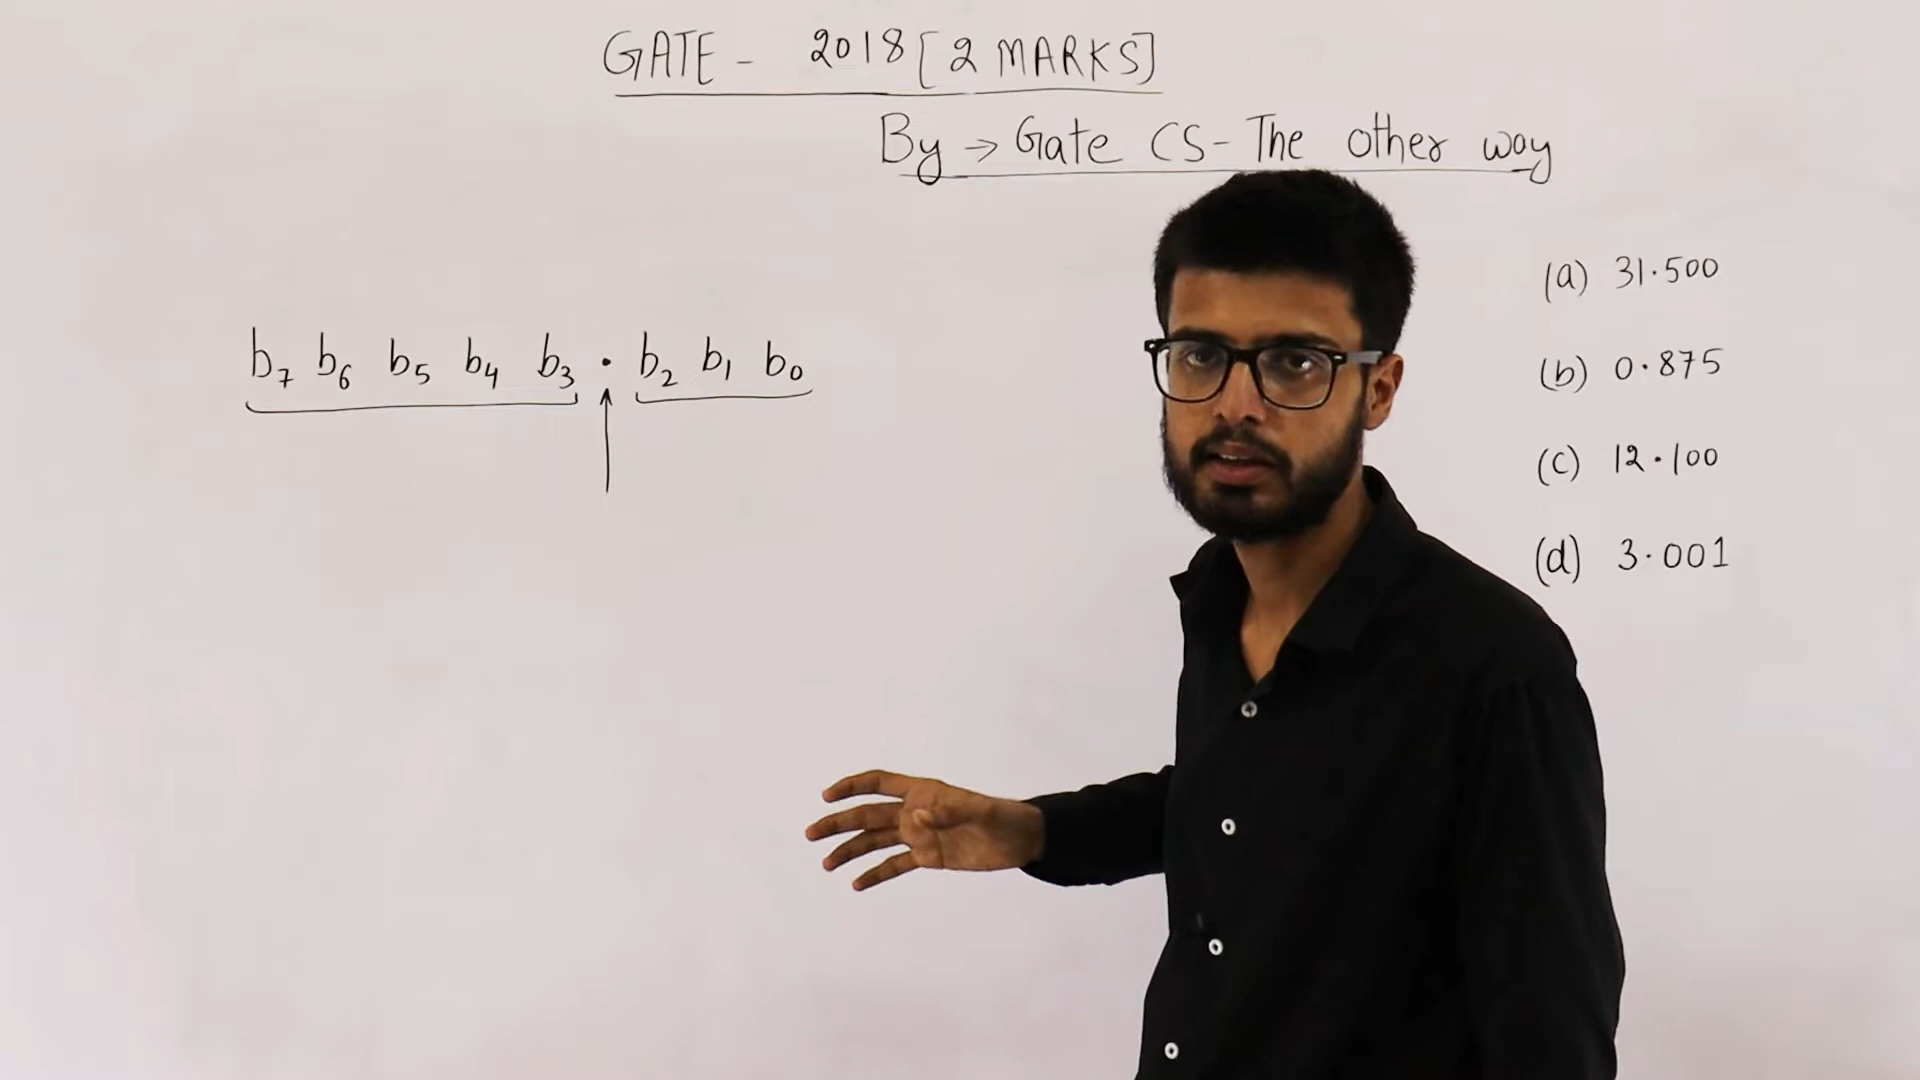 GATE - 2018 [2 MARKS]
By → Gate CS - The other way
b₇ b₆ b₅ b₄ b₃ . b₂ b₁ b₀
(a) 31.500
(b) 0.875
(c) 12.100
(d) 3.001